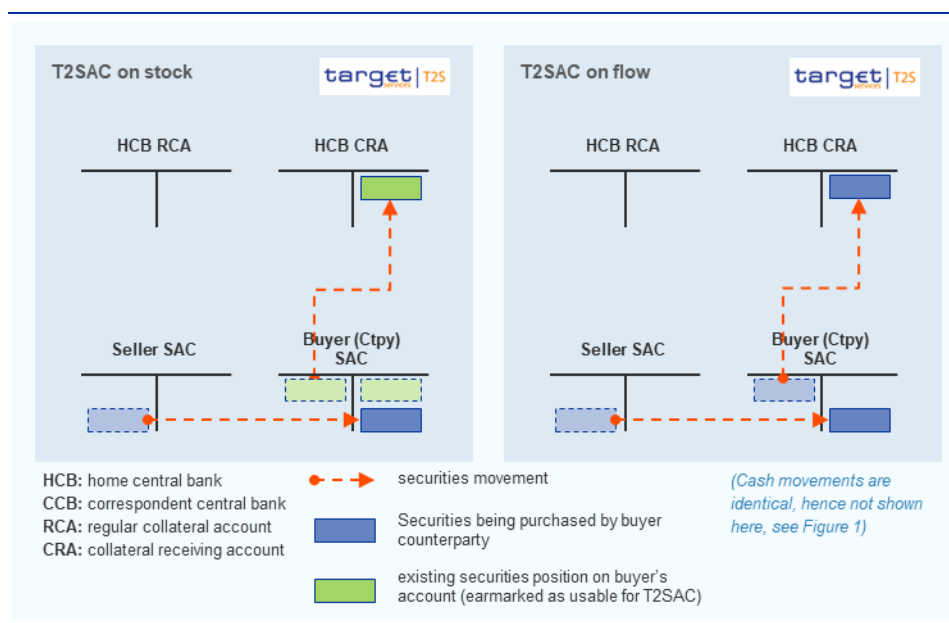 T2SAC on stock
target | T2S
services
HCB RCA
HCB CRA
Seller SAC
Buyer (Ctpy)
SAC
T2SAC on flow
target | T2S
services
HCB RCA
HCB CRA
Seller SAC
Buyer (Ctpy)
SAC
HCB: home central bank
CCB: correspondent central bank
RCA: regular collateral account
CRA: collateral receiving account
securities movement
Securities being purchased by buyer
counterparty
existing securities position on buyer's
account (earmarked as usable for T2SAC)
(Cash movements are
identical, hence not shown
here, see Figure 1)